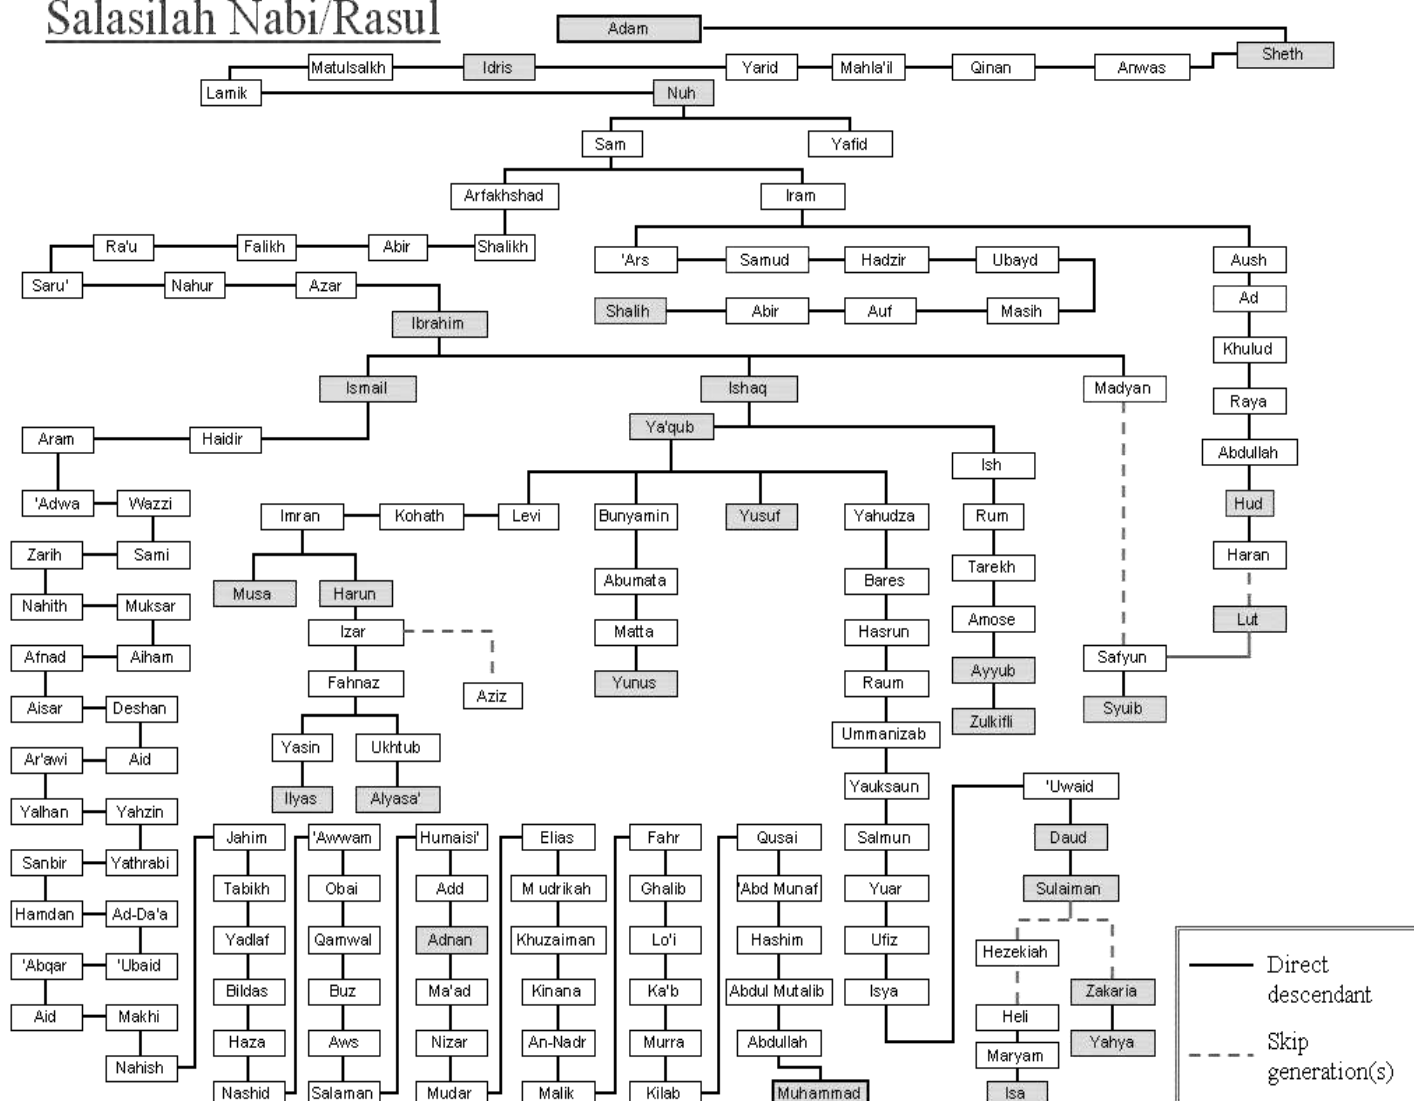 Salasilah Nabi/Rasul
Adam
Sheth
Matulsalkh Idris Yarid Mahla'il Qinan Anwas
Lamik Nuh
Sam Yafid
Arfakhshad Iram
Ra'u Falikh Abir Shalikh 'Ars Samud Hadzir Ubayd Aush
Saru' Nahur Azar Ad
Shalih Abir Auf Masih
Ibrahim
Khulud
Ismail Ishaq Madyan
Raya
Ya'qub
Aram Haidir
Abdullah
Ish
'Adwa Wazzi Hud
Imran Kohath Levi Bunyamin Yusuf Yahudza Rum
Zarih Sami Haran
Tarekh
Abumata Bares
Musa Harun
Nahith Muksar
Amose Lut
Izar Matta Hasrun
Afnad Aiham Safyun
Ayyub
Fahnaz Yunus Raum
Aziz
Aisar Deshan Syuib
Zulkifli
Ummanizab
Yasin Ukhtub
Ar'awi Aid
Yauksaun 'Uwaid
Ilyas Alyasa'
Yalhan Yahzin
Jahim 'Awwam Humaisi' Elias Fahr Qusai Salmun Daud
Sanbir Yathrabi
Tabikh Obai Add Mudrikah Ghalib 'Abd Munaf Yuar Sulaiman
Hamdan Ad-Da'a
Yadlaf Qamwal Adnan Khuzaiman Lo'i Hashim Ufiz
Hezekiah
'Abqar 'Ubaid
Direct
descendant
Bildas Buz Ma'ad Kinana Ka'b Abdul Mutalib Isya Zakaria
Aid Makhi Heli
Haza Aws Nizar An-Nadr Murra Abdullah Yahya
Skip
generation(s)
Maryam
Nahish
Nashid Salaman Mudar Malik Kilab Muhammad Isa